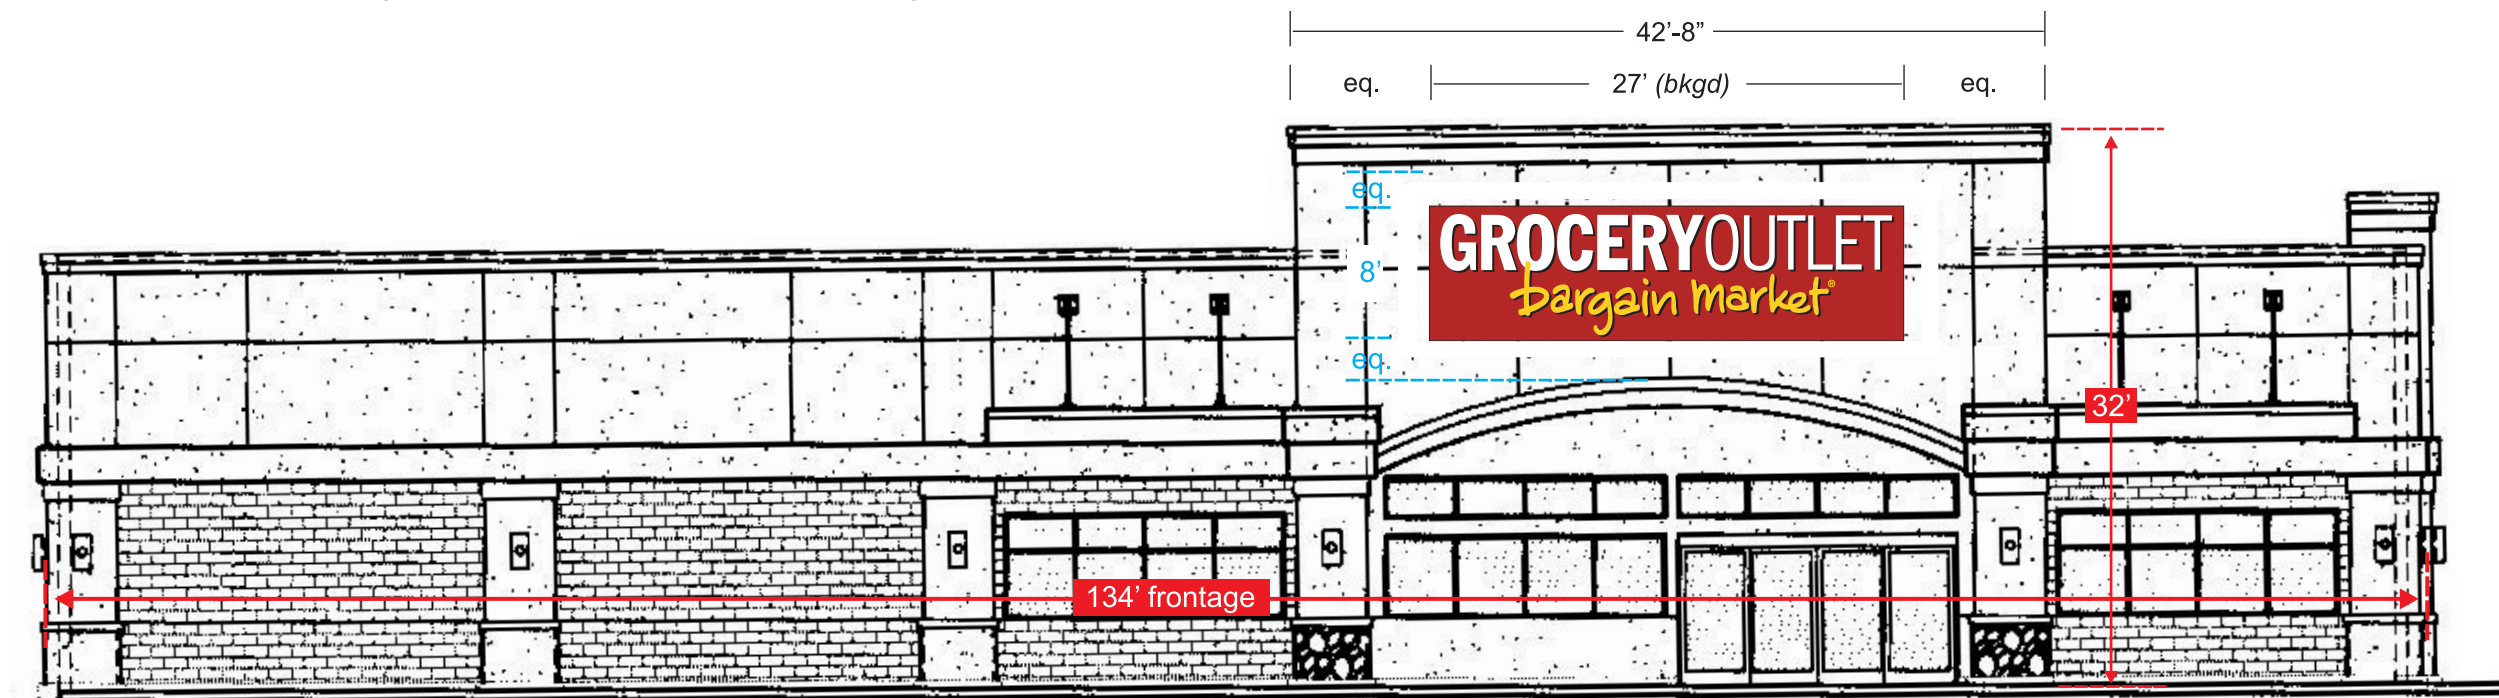 42’-8”
eq.
27’ (bkgd)
eq.
eq.
GROCERYOUTLET
8’
bargain market®
eq.
32’
134’ frontage